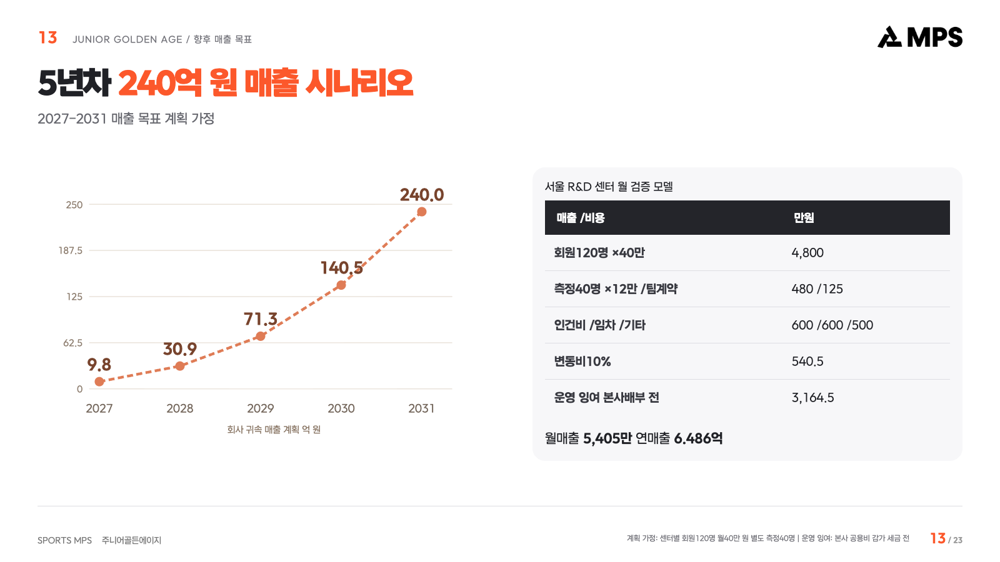 13 JUNIOR GOLDEN AGE / 향후 매출 목표
MPS
5년차 240억 원 매출 시나리오
2027–2031 매출 목표 계획 가정
250
187.5
125
62.5
0
9.8
30.9
71.3
140.5
240.0
2027 2028 2029 2030 2031
회사 귀속 매출 계획 억 원
서울 R&D 센터 월 검증 모델
매출 /비용 만원
회원120명 ×40만 4,800
측정40명 ×12만 /팀계약 480 /125
인건비 /임차 /기타 600 /600 /500
변동비10% 540.5
운영 잉여 본사배부 전 3,164.5
월매출 5,405만 연매출 6.486억
SPORTS MPS 주니어골든에이지
계획 가정: 센터별 회원120명 월40만 원 별도 측정40명 | 운영 잉여: 본사 공용비 감가 세금 전
13 / 23